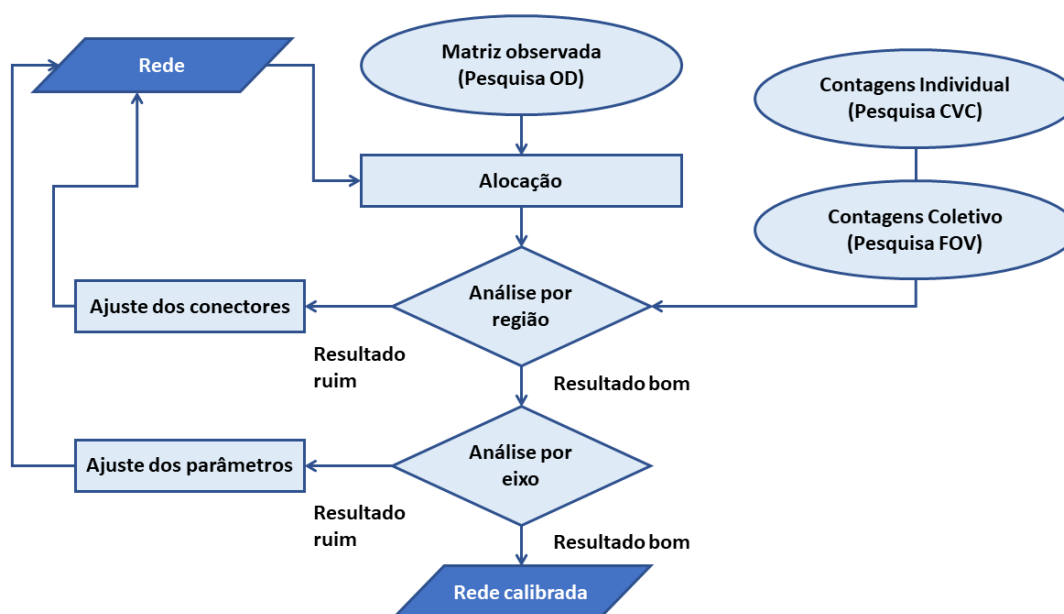 Rede
Matriz observada
(Pesquisa OD)
Contagens Individual
(Pesquisa CVC)
Alocação
Contagens Coletivo
(Pesquisa FOV)
Ajuste dos conectores
Análise por
região
Resultado
ruim
Resultado bom
Ajuste dos parâmetros
Análise por
eixo
Resultado
ruim
Resultado bom
Rede calibrada